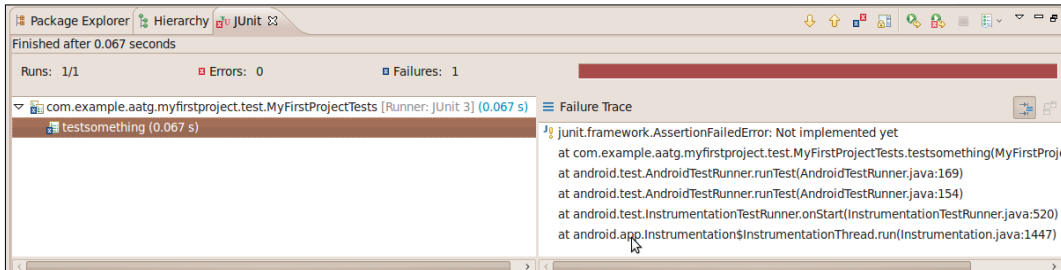 Package Explorer Hierarchy JUnit
Finished after 0.067 seconds
Runs: 1/1 Errors: 0 Failures: 1
com.example.aatg.myfirstproject.test.MyFirstProjectTests [Runner: JUnit 3] (0.067 s)
testsomething (0.067 s)
Failure Trace
junit.framework.AssertionFailedError: Not implemented yet
at com.example.aatg.myfirstproject.test.MyFirstProjectTests.testsomething(MyFirstProje
at android.test.AndroidTestRunner.runTest(AndroidTestRunner.java:169)
at android.test.AndroidTestRunner.runTest(AndroidTestRunner.java:154)
at android.test.InstrumentationTestRunner.onStart(InstrumentationTestRunner.java:520)
at android.app.Instrumentation$InstrumentationThread.run(Instrumentation.java:1447)